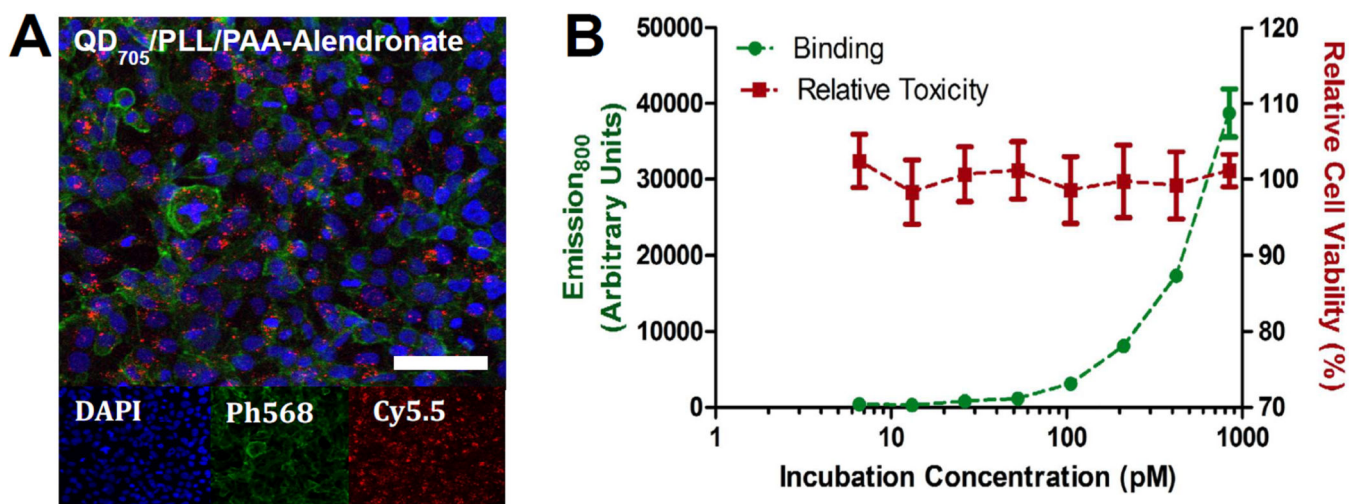 A
QD705/PLL/PAA-Alendronate
DAPI
Ph568
Cy5.5
B
Binding
Relative Toxicity
Emission800
(Arbitrary Units)
50000
40000
30000
20000
10000
0
120
110
100
90
80
70
Relative Cell Viability (%)
1
10
100
1000
Incubation Concentration (pM)